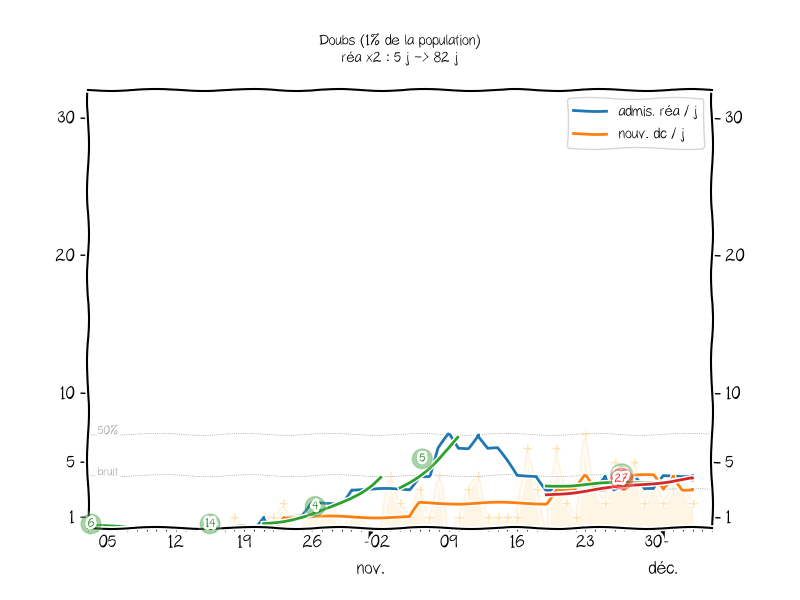 Doubs (1% de la population)
réa x2 : 5 j -> 82 j
admis. réa / j
nouv. dc / j
30 30
20 20
10 10
50%
5 5 5
bruit
27
4
1 6 14 1
05 12 19 26 02 09 16 23 30
nov. déc.